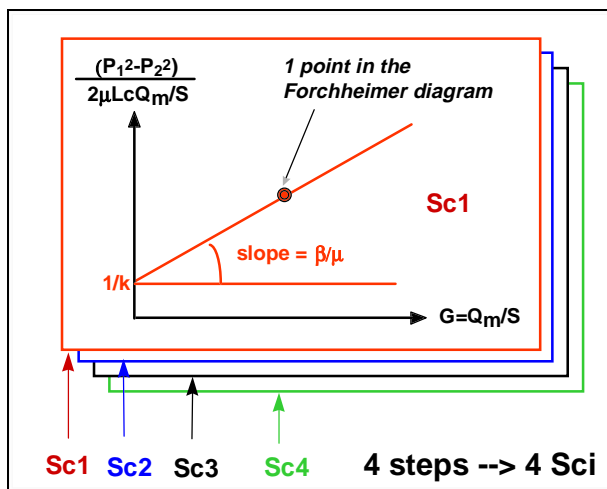 (P₁²-P₂²)
2μLcQm/S
1 point in the
Forchheimer diagram
Sc1
slope = β/μ
1/k
G=Qm/S
Sc1 Sc2 Sc3 Sc4 4 steps --> 4 Sci